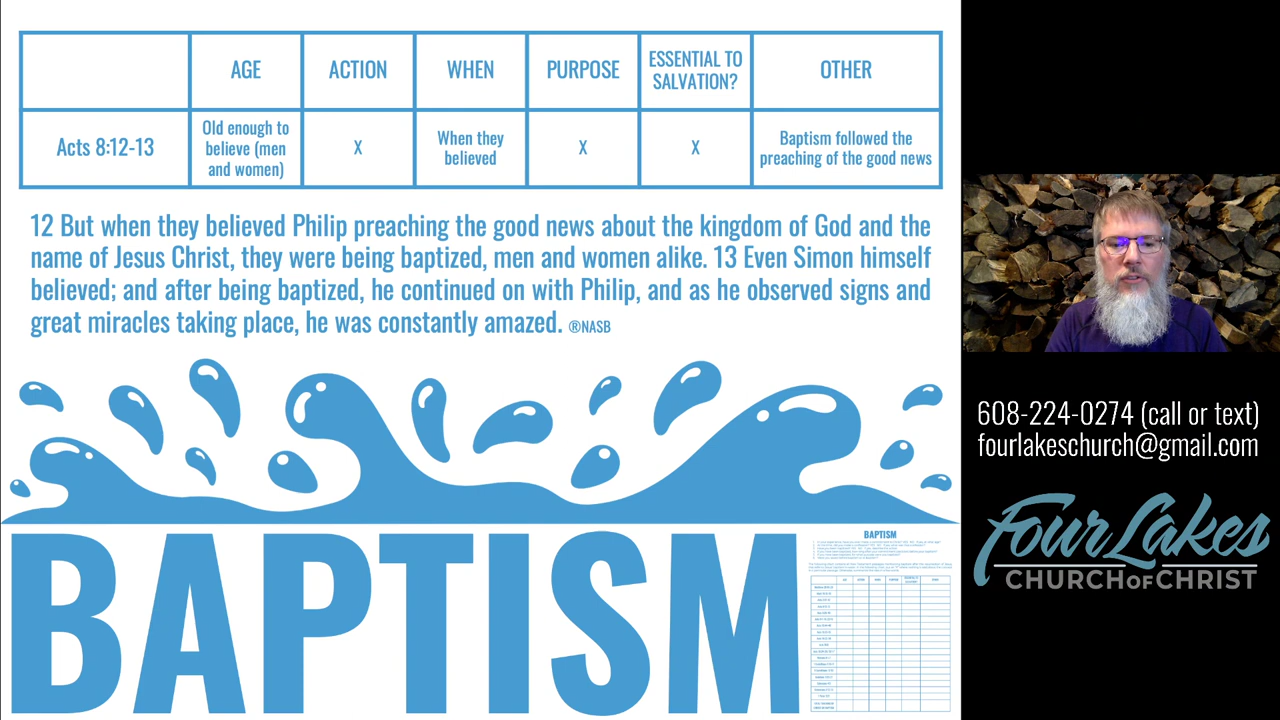 AGE
ACTION
WHEN
PURPOSE
ESSENTIAL TO
SALVATION?
OTHER
Acts 8:12-13
Old enough to
believe (men
and women)
X
When they
believed
X
X
Baptism followed the
preaching of the good news
12 But when they believed Philip preaching the good news about the kingdom of God and the
name of Jesus Christ, they were being baptized, men and women alike. 13 Even Simon himself
believed; and after being baptized, he continued on with Philip, and as he observed signs and
great miracles taking place, he was constantly amazed. ®NASB
BAPTISM
BAPTISM
608-224-0274 (call or text)
fourlakeschurch@gmail.com
Four Lakes
CHURCH OF CHRIST